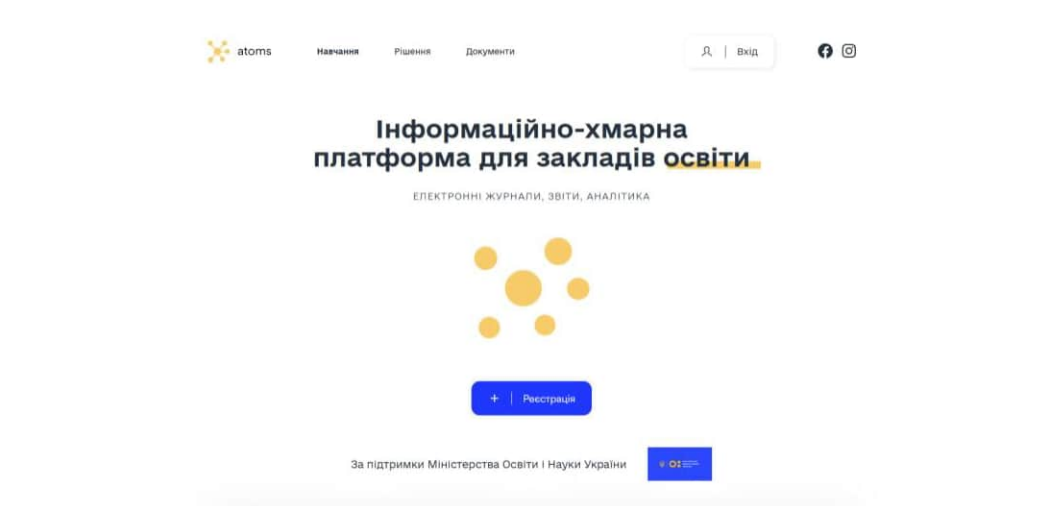 atoms
Навчання
Рішення
Документи
Вхід
Інформаційно-хмарна
платформа для закладів освіти
ЕЛЕКТРОННІ ЖУРНАЛИ, ЗВІТИ, АНАЛІТИКА
+ | Реєстрація
За підтримки Міністерства Освіти і Науки України